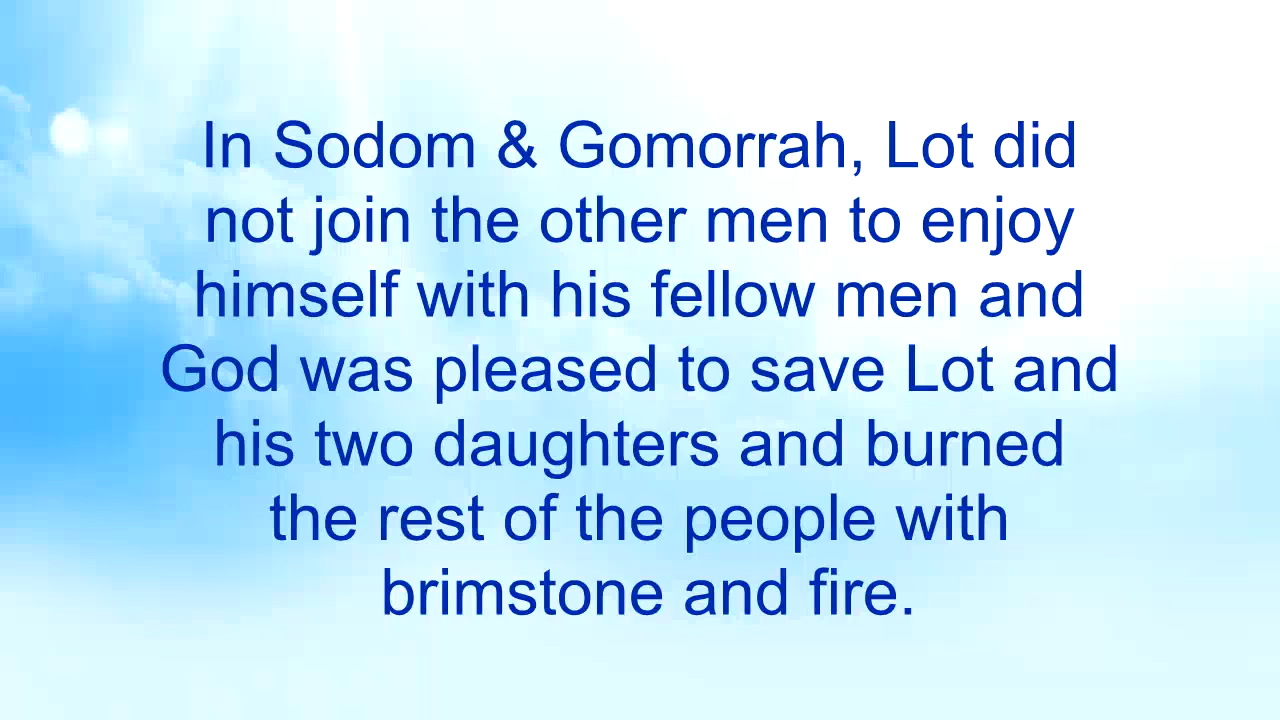 In Sodom & Gomorrah, Lot did
not join the other men to enjoy
himself with his fellow men and
God was pleased to save Lot and
his two daughters and burned
the rest of the people with
brimstone and fire.